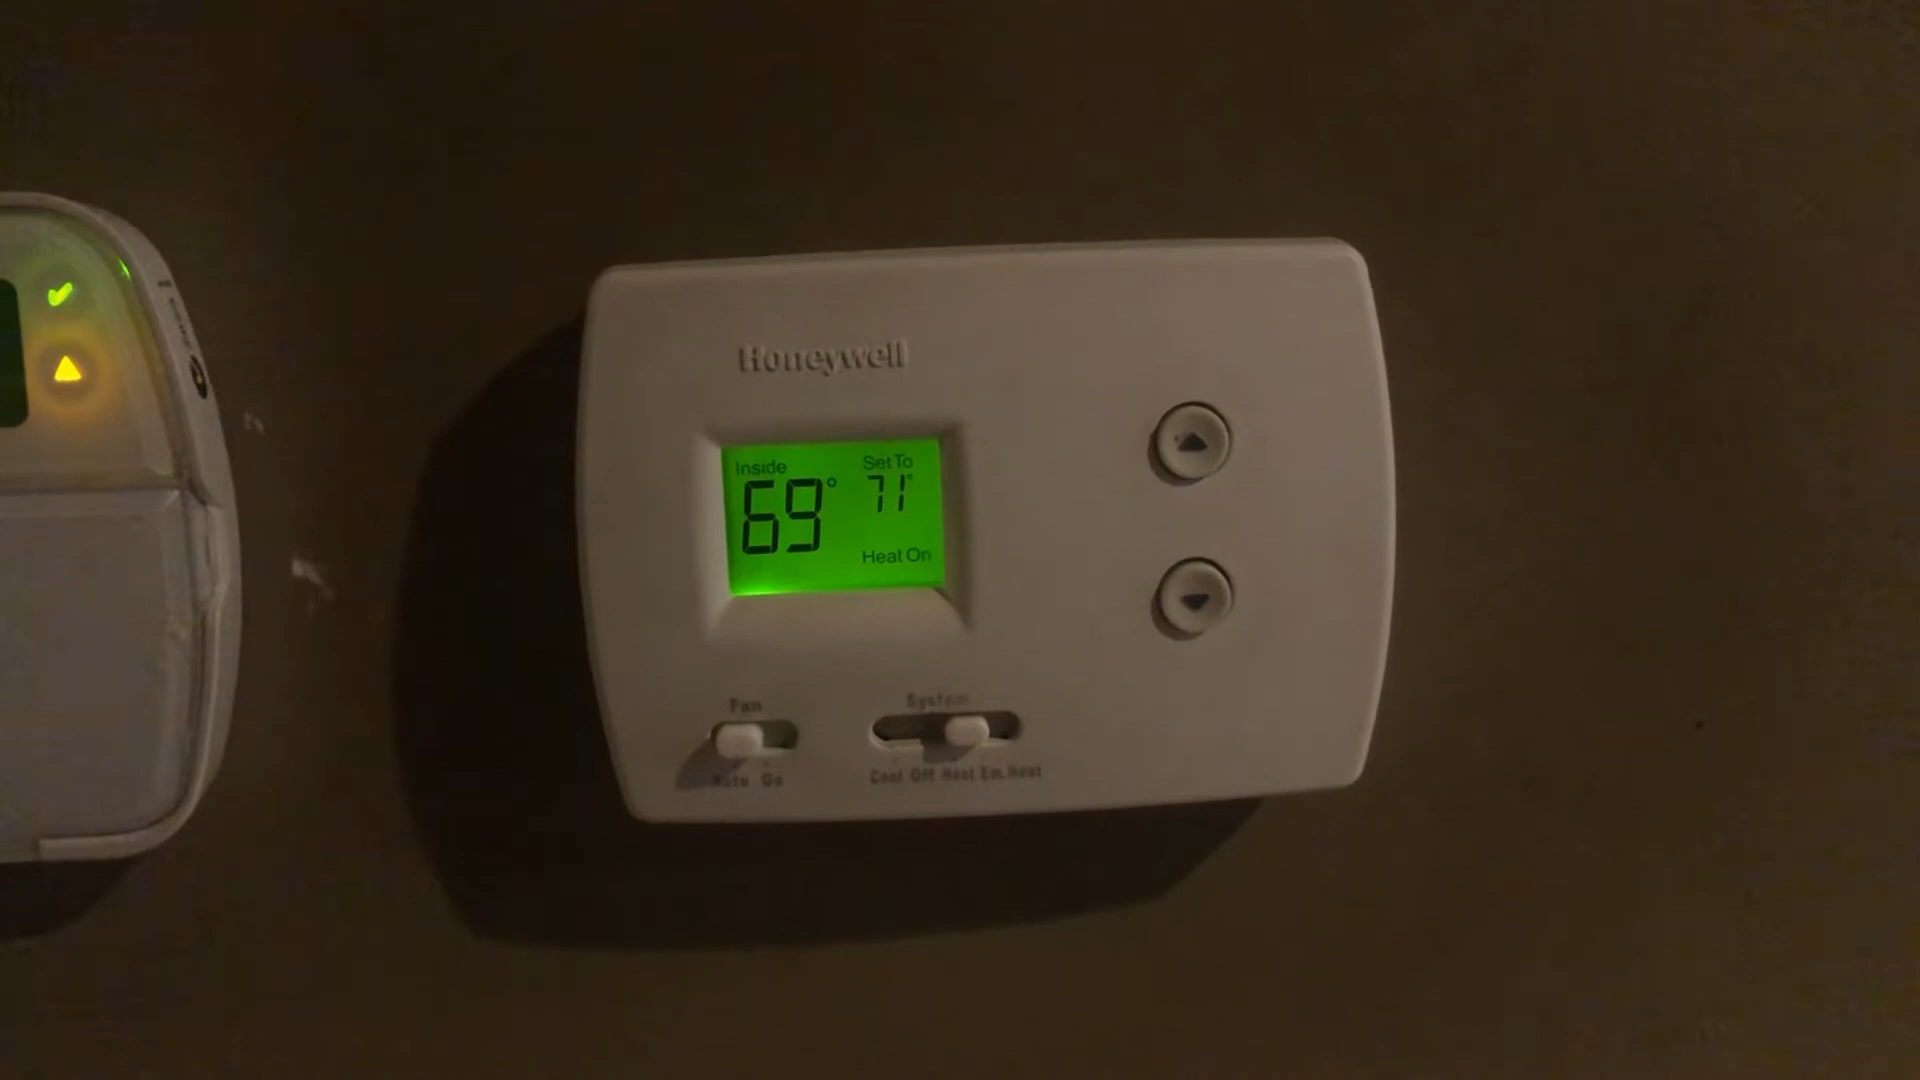 Honeywell
Inside
Set To
69°
71°
Heat On
Fan
System
Auto On
Cool Off Heat Em.Heat